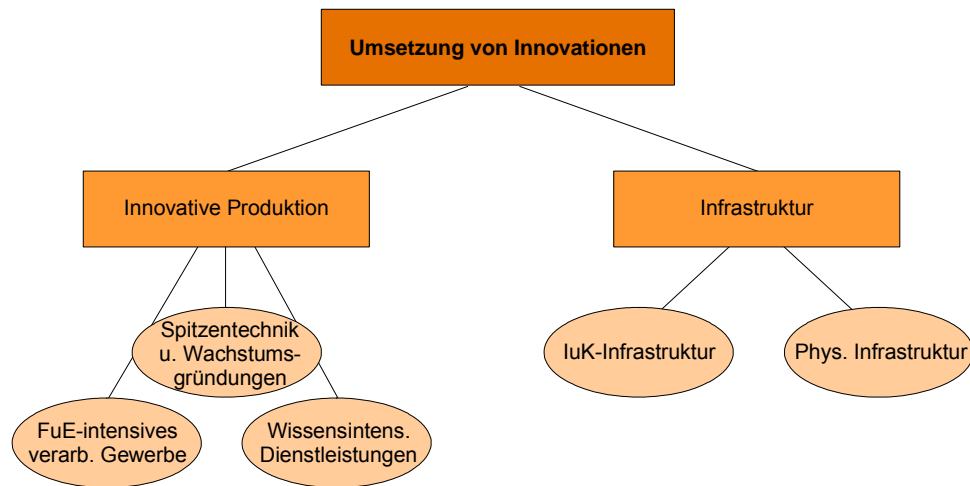 Umsetzung von Innovationen
Innovative Produktion
Infrastruktur
Spitzentechnik
u. Wachstums-
gründungen
IuK-Infrastruktur
Phys. Infrastruktur
FuE-intensives
verarb. Gewerbe
Wissensintens.
Dienstleistungen